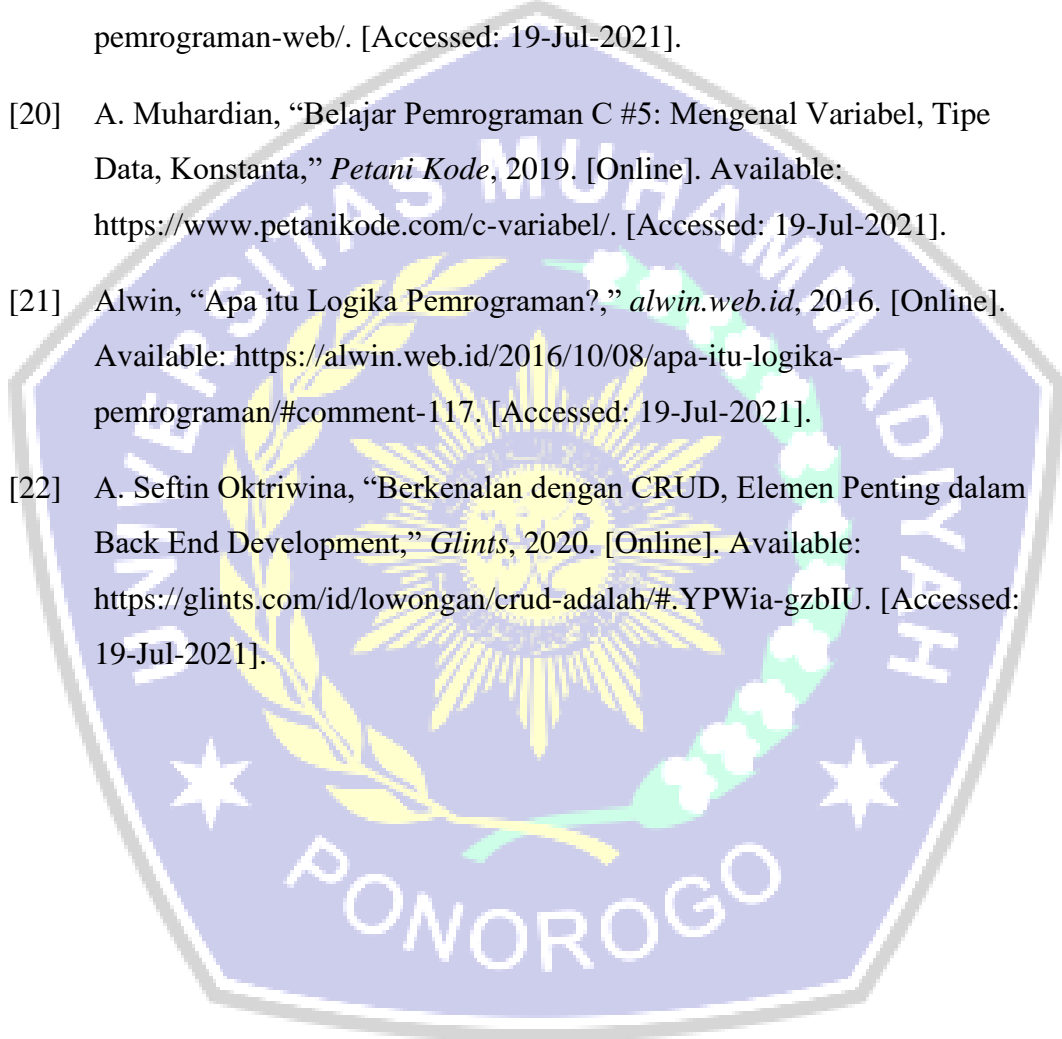 pemrograman-web/. [Accessed: 19-Jul-2021].
[20] A. Muhardian, “Belajar Pemrograman C #5: Mengenal Variabel, Tipe
Data, Konstanta,” Petani Kode, 2019. [Online]. Available:
https://www.petanikode.com/c-variabel/. [Accessed: 19-Jul-2021].
[21] Alwin, “Apa itu Logika Pemrograman?,” alwin.web.id, 2016. [Online].
Available: https://alwin.web.id/2016/10/08/apa-itu-logika-
pemrograman/#comment-117. [Accessed: 19-Jul-2021].
[22] A. Seftin Oktriwina, “Berkenalan dengan CRUD, Elemen Penting dalam
Back End Development,” Glints, 2020. [Online]. Available:
https://glints.com/id/lowongan/crud-adalah/#.YPWia-gzbIU. [Accessed:
19-Jul-2021].
UNIVERSITAS MUHAMMADIYAH
PONOROGO